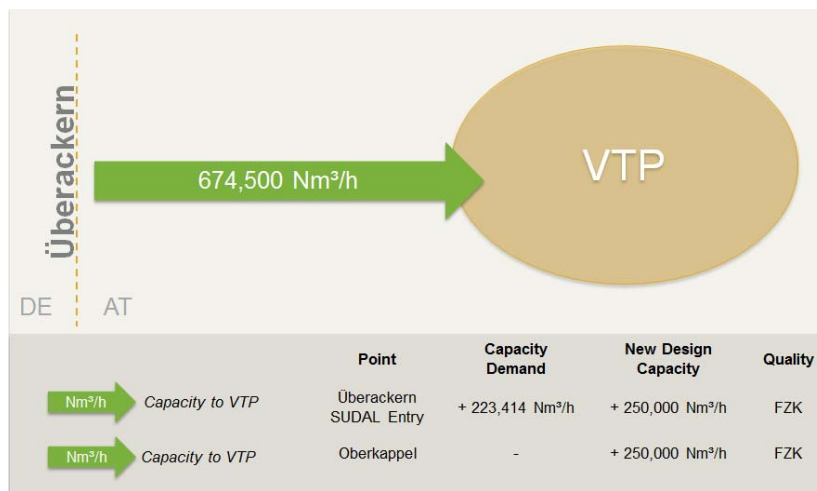 Überackern
674,500 Nm³/h
VTP
DE
AT
Point
Capacity
Demand
New Design
Capacity
Quality
Nm³/h
Capacity to VTP
Überackern
SUDAL Entry
+ 223,414 Nm³/h
+ 250,000 Nm³/h
FZK
Nm³/h
Capacity to VTP
Oberkappel
-
+ 250,000 Nm³/h
FZK